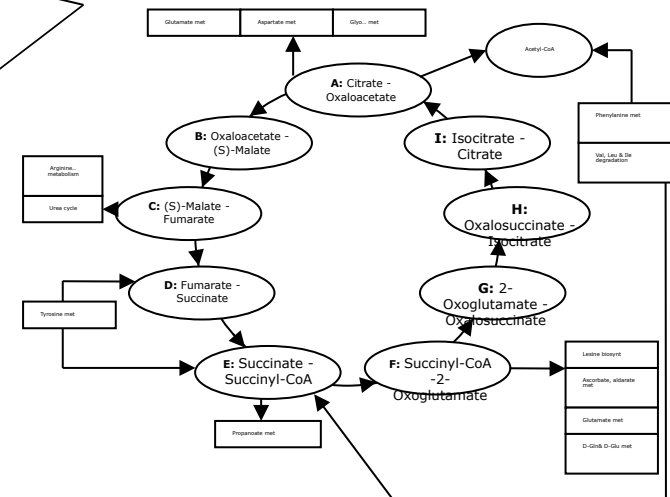 Glutamate met
Aspartate met
Glyo... met
Acetyl-CoA
A: Citrate -
Oxaloacetate
Phenylanine met
B: Oxaloacetate -
(S)-Malate
I: Isocitrate -
Citrate
Val, Leu & Ile
degradation
Arginine...
metabolism
Urea cycle
C: (S)-Malate -
Fumarate
H:
Oxalosuccinate -
Isocitrate
D: Fumarate -
Succinate
G: 2-
Oxoglutamate -
Oxalosuccinate
Tyrosine met
E: Succinate -
Succinyl-CoA
F: Succinyl-CoA
-2-
Oxoglutamate
Lesine biosynt
Ascorbate, aldarate
met
Glutamate met
D-Gln& D-Glu met
Propanoate met